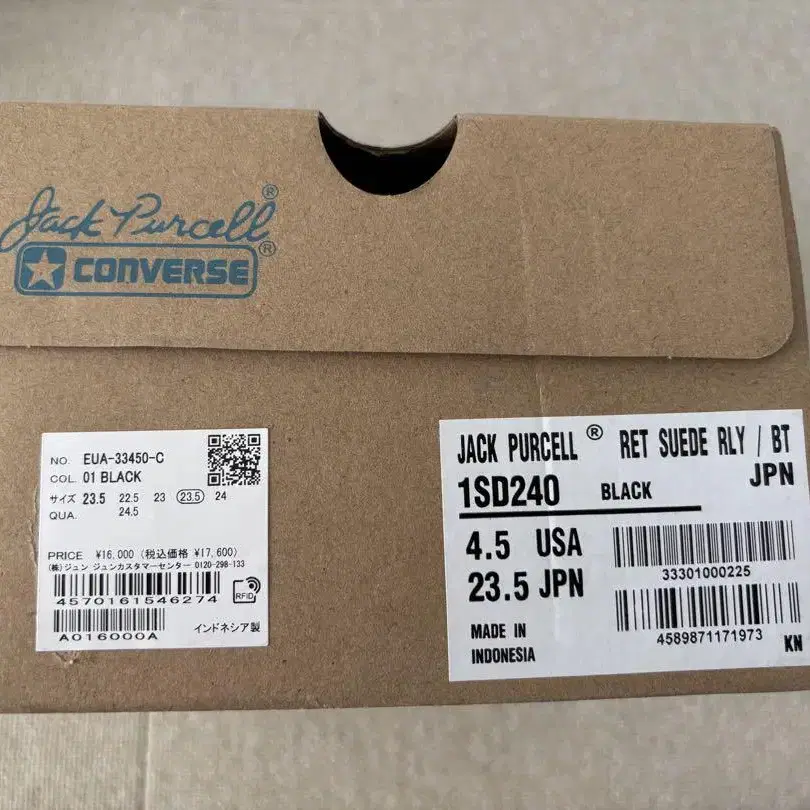 Jack Purcell®
CONVERSE®
NO. EUA-33450-C
COL. 01 BLACK
サイズ 23.5 22.5 23 23.5 24
QUA. 24.5
PRICE ¥16,000 (税込価格 ¥17,600)
(株)ジュン ジュンカスタマーセンター 0120-298-133
4570161546274
RFID
A016000A
インドネシア製
JACK PURCELL® RET SUEDE RLY / BT
JPN
1SD240 BLACK
4.5 USA
23.5 JPN
33301000225
MADE IN
INDONESIA
4589871171973
KN